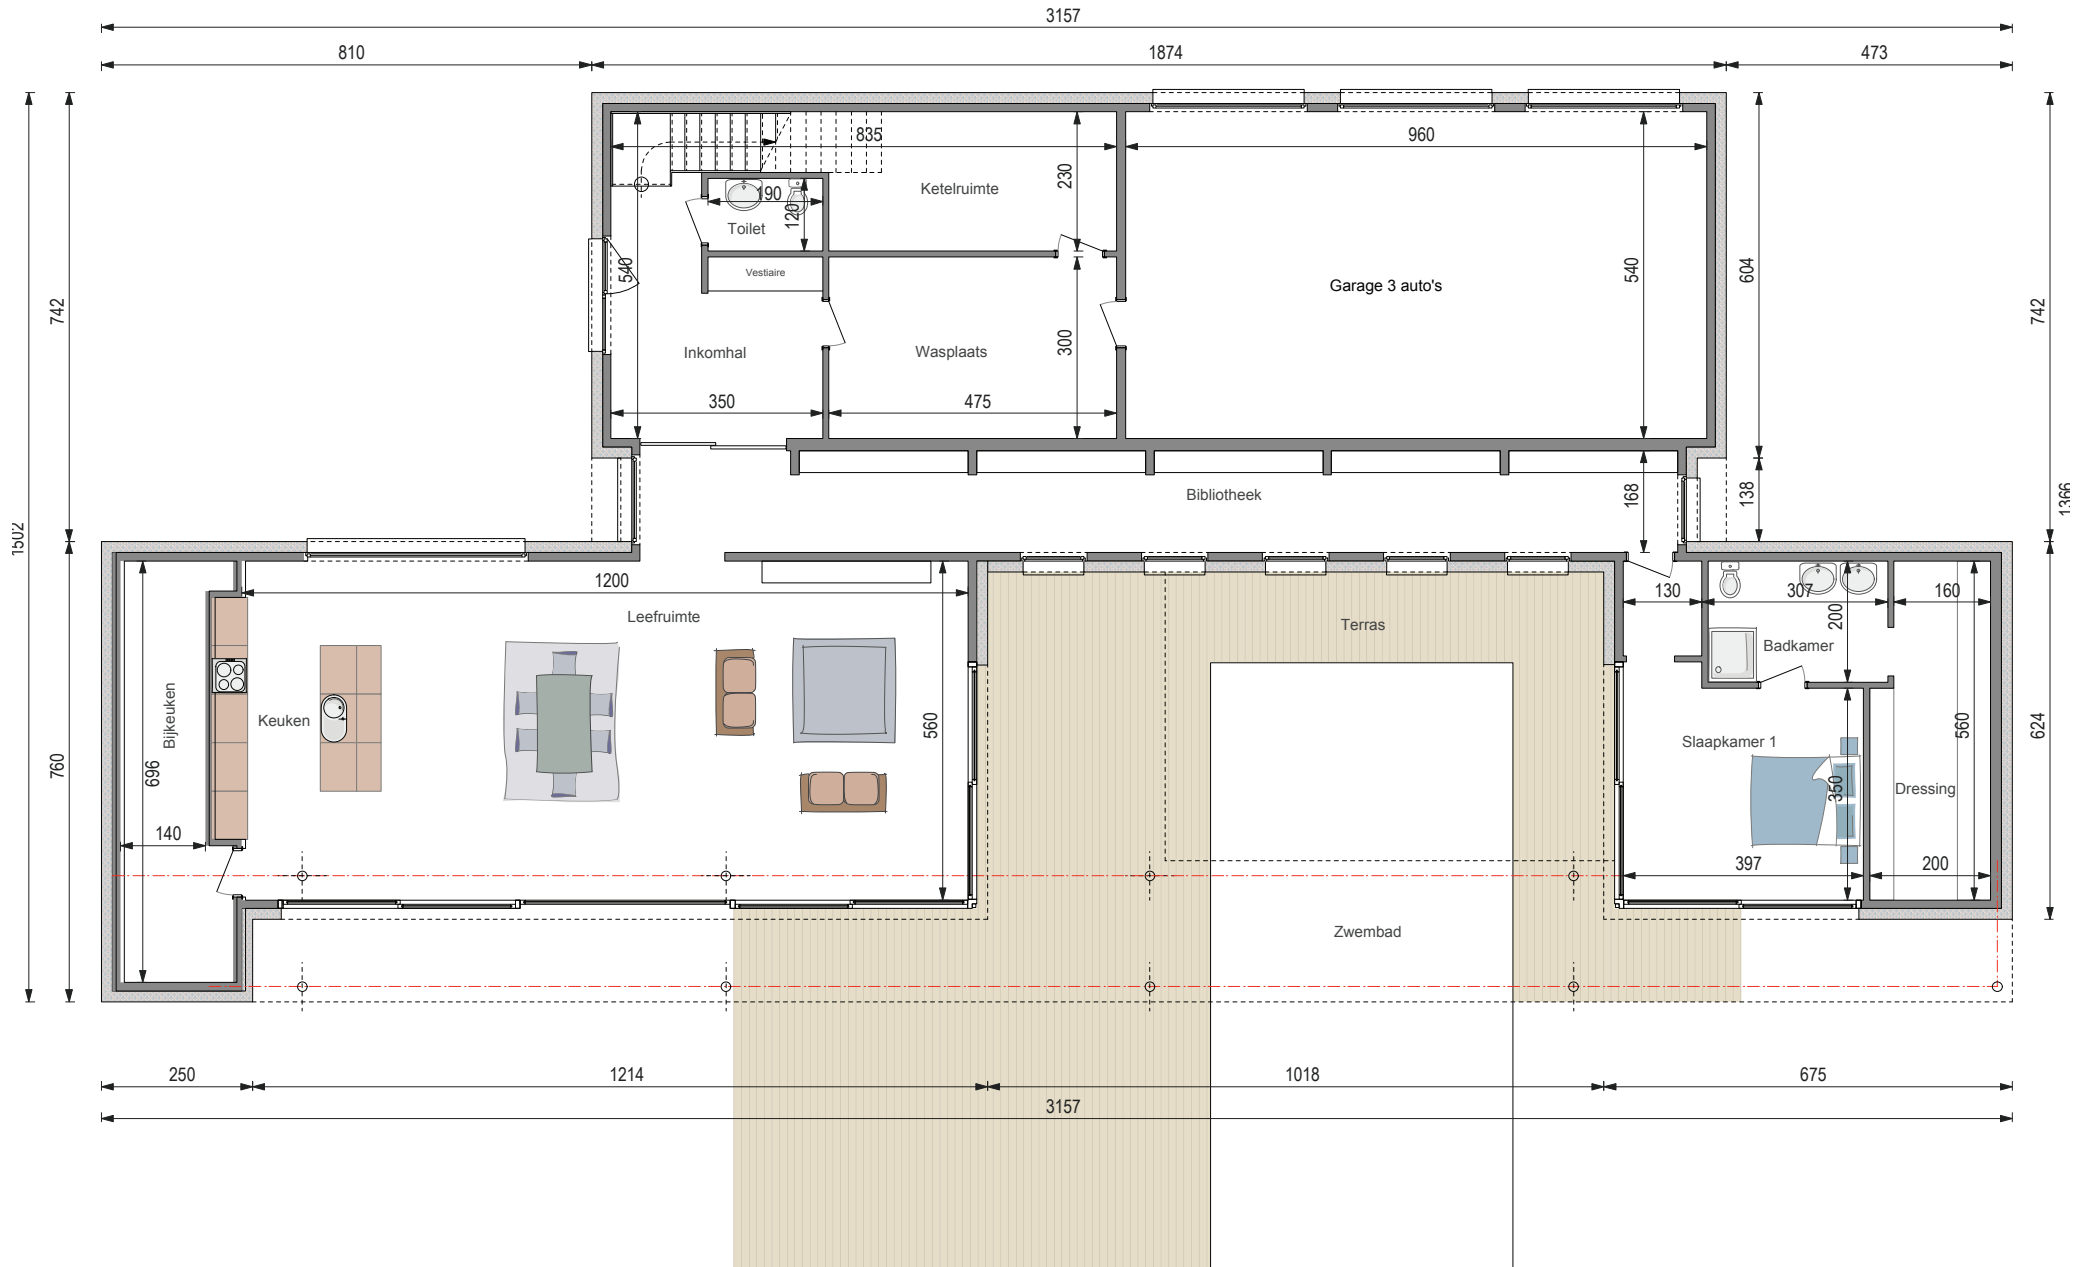 3157
810
1874
473
835
960
230
Ketelruimte
190
120
Toilet
Vestiaire
540
540
604
Garage 3 auto's
742
742
300
Inkomhal
Wasplaats
350
475
168
138
Bibliotheek
1502
1366
1200
Leefruimte
130
307
160
200
Terras
Badkamer
Bijkeuken
Keuken
560
560
624
Slaapkamer 1
760
696
350
Dressing
140
397
200
Zwembad
250
1214
1018
675
3157